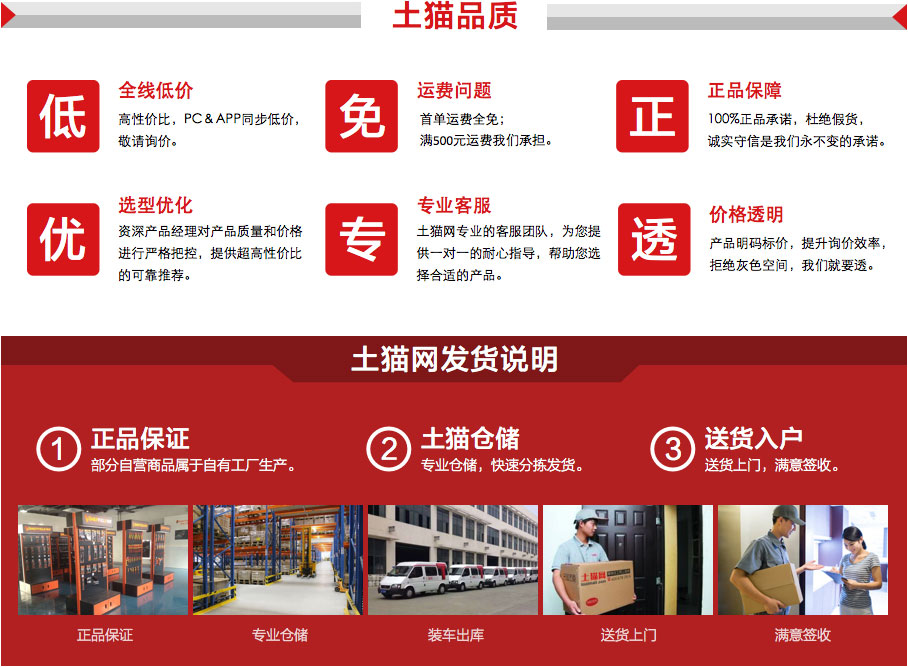 土猫品质
低
全线低价
高性价比，PC＆APP同步低价，
敬请询价。
免
运费问题
首单运费全免；
满500元运费我们承担。
正
正品保障
100%正品承诺，杜绝假货，
诚实守信是我们永不变的承诺。
优
选型优化
资深产品经理对产品质量和价格
进行严格把控，提供超高性价比
的可靠推荐。
专
专业客服
土猫网专业的客服团队，为您提
供一对一的耐心指导，帮助您选
择合适的产品。
透
价格透明
产品明码标价，提升询价效率，
拒绝灰色空间，我们就要透。
土猫网发货说明
1 正品保证
部分自营商品属于自有工厂生产。
2 土猫仓储
专业仓储，快速分拣发货。
3 送货入户
送货上门，满意签收。
土猫网
正品保证
专业仓储
装车出库
送货上门
满意签收